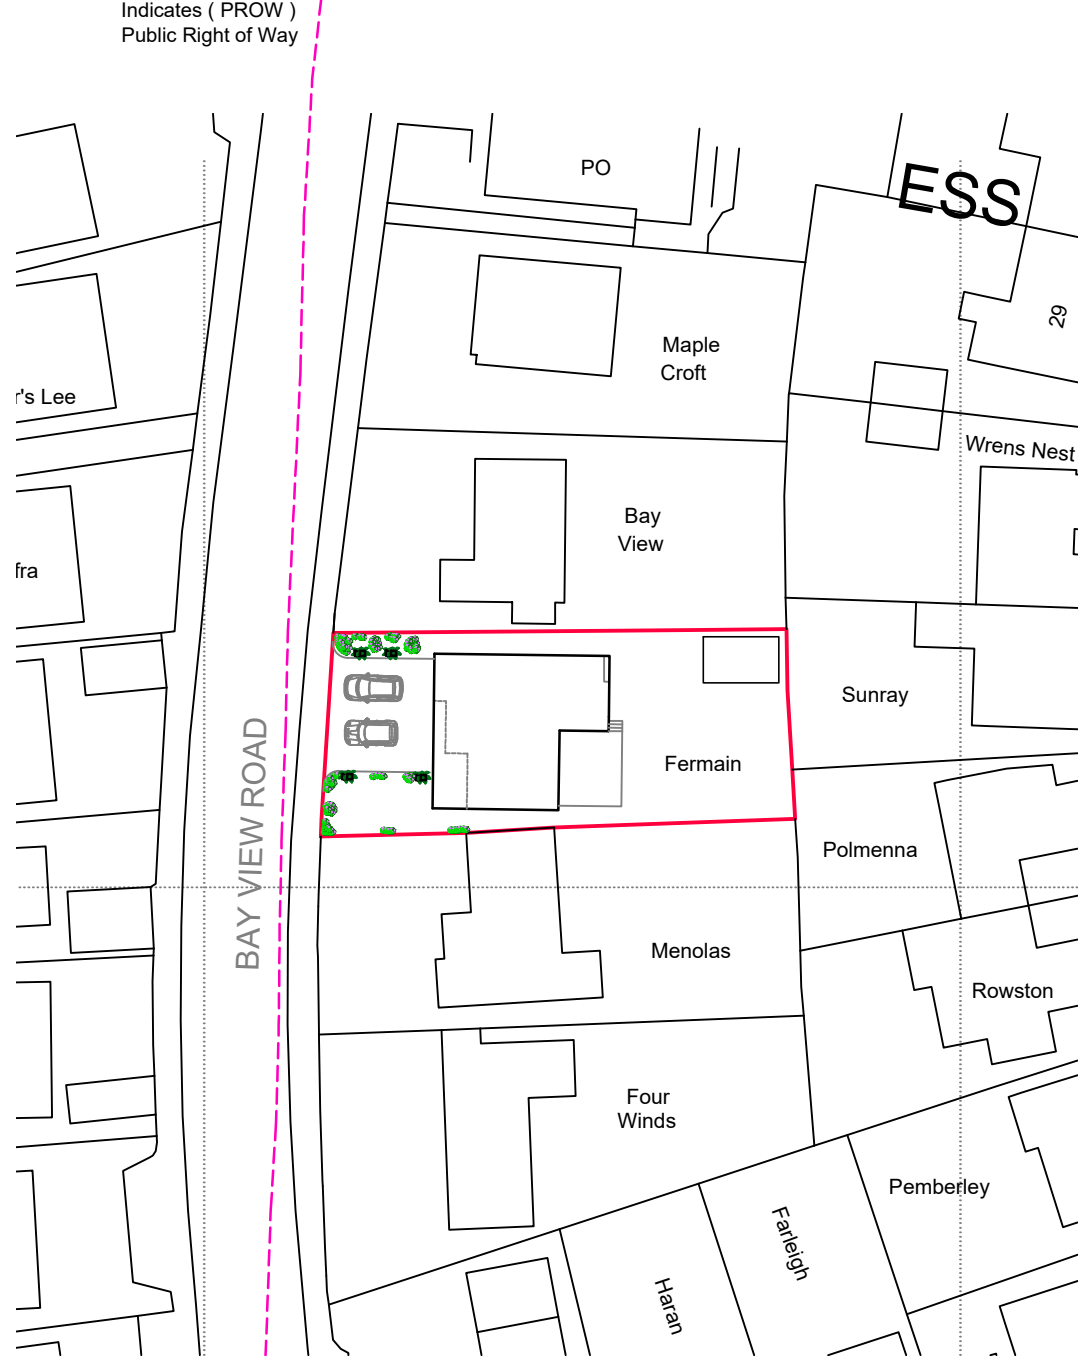 Indicates ( PROW )
Public Right of Way
PO
ESS
29
Maple
Croft
r's Lee
Wrens Nest
Bay
View
fra
Sunray
BAY VIEW ROAD
Fermain
Polmenna
Menolas
Rowston
Four
Winds
Pemberley
Farleigh
Haran